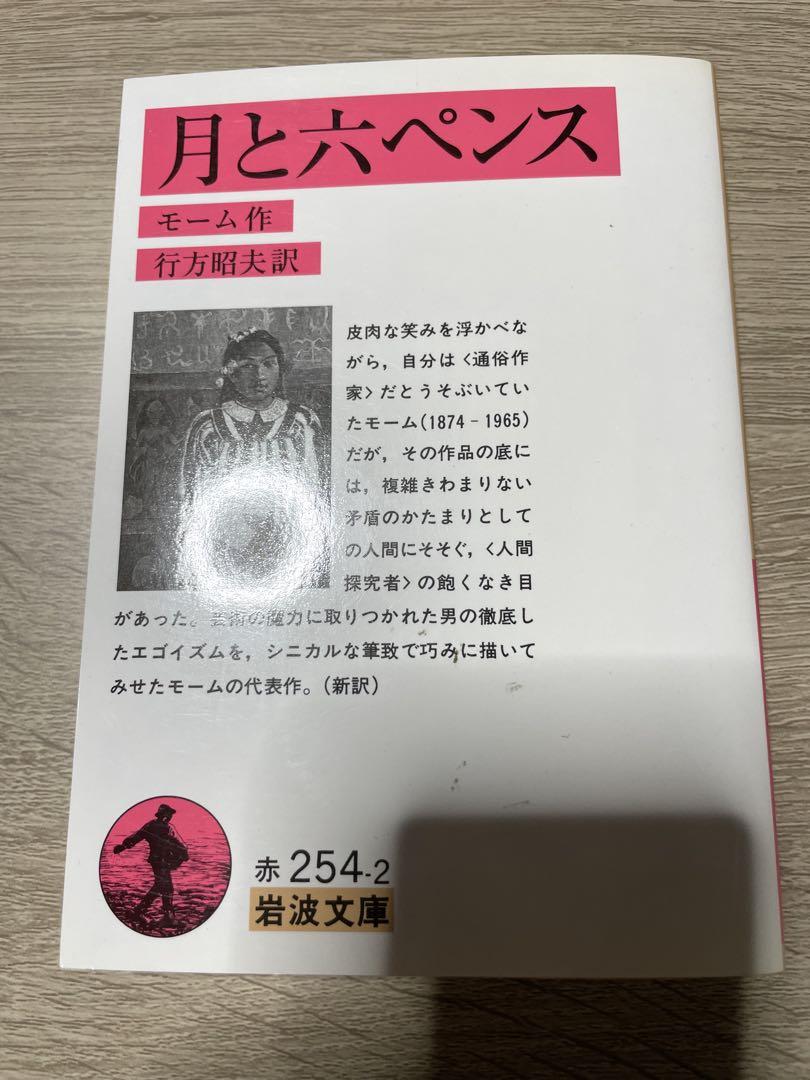 月と六ペンス
モーム作
行方昭夫訳
皮肉な笑みを浮かべな
がら，自分は〈通俗作
家〉だとうそぶいてい
たモーム(1874－1965)
だが，その作品の底に
は，複雑きわまりない
矛盾のかたまりとして
の人間にそそぐ，〈人間
探究者〉の飽くなき目
があった。芸術の魔力に取りつかれた男の徹底し
たエゴイズムを，シニカルな筆致で巧みに描いて
みせたモームの代表作。（新訳）
赤 254-2
岩波文庫